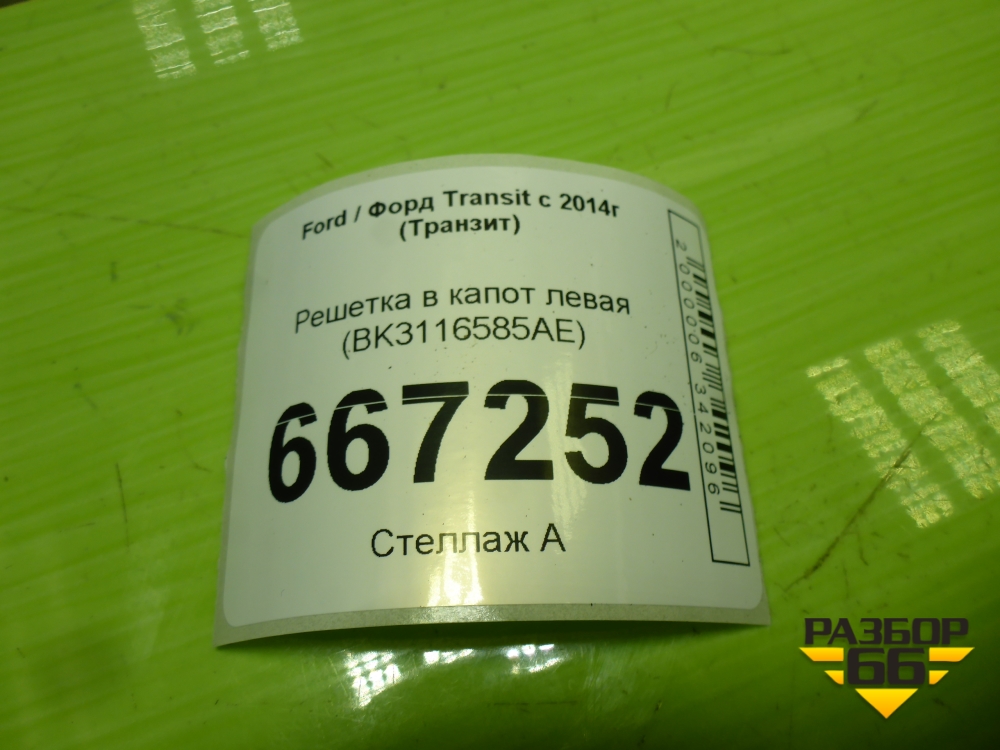 Ford / Форд Transit с 2014г
(Транзит)
Решетка в капот левая
(BK3116585AE)
667252
Стеллаж А
2000006342096
РАЗБОР
66